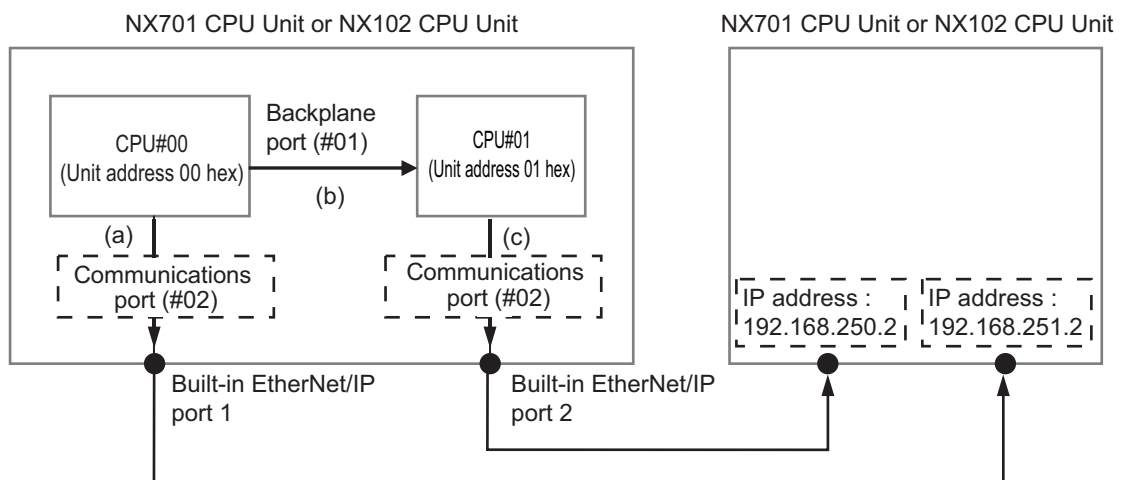 NX701 CPU Unit or NX102 CPU Unit
NX701 CPU Unit or NX102 CPU Unit
CPU#00
(Unit address 00 hex)
Backplane
port (#01)
(b)
CPU#01
(Unit address 01 hex)
(a)
(c)
Communications
port (#02)
Communications
port (#02)
IP address :
192.168.250.2
IP address :
192.168.251.2
Built-in EtherNet/IP
port 1
Built-in EtherNet/IP
port 2